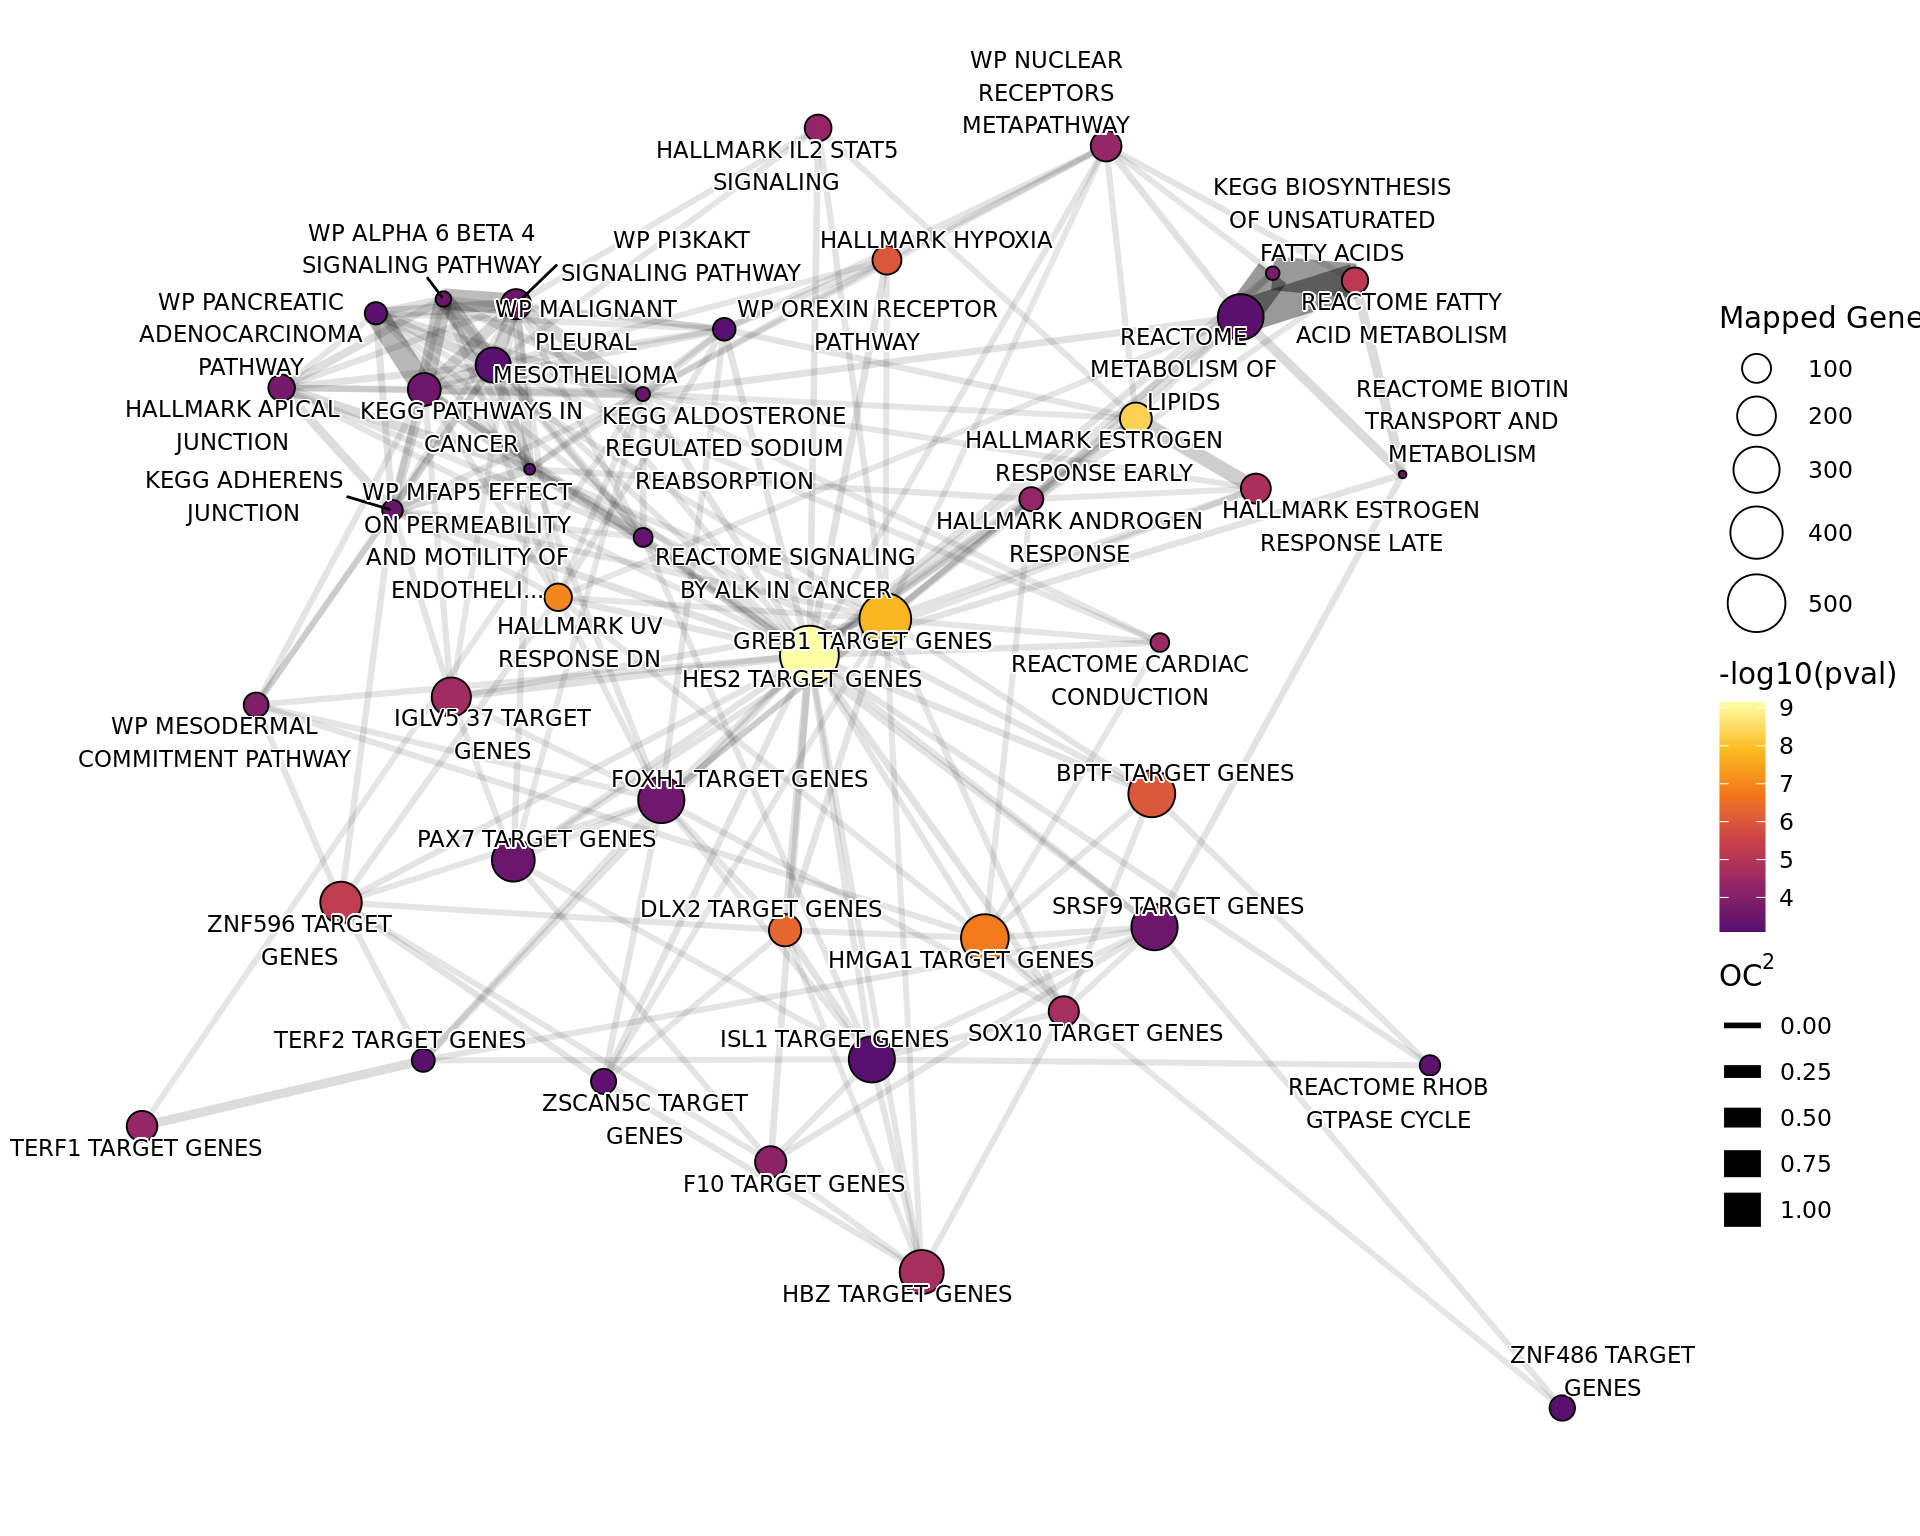 WP NUCLEAR
RECEPTORS
METAPATHWAY
HALLMARK IL2 STAT5
SIGNALING
KEGG BIOSYNTHESIS
OF UNSATURATED
FATTY ACIDS
WP ALPHA 6 BETA 4
SIGNALING PATHWAY
WP PI3KAKT
SIGNALING PATHWAY
HALLMARK HYPOXIA
WP PANCREATIC
ADENOCARCINOMA
PATHWAY
WP MALIGNANT
PLEURAL
MESOTHELIOMA
WP OREXIN RECEPTOR
PATHWAY
REACTOME FATTY
ACID METABOLISM
REACTOME
METABOLISM OF
LIPIDS
HALLMARK APICAL
JUNCTION
KEGG PATHWAYS IN
CANCER
KEGG ALDOSTERONE
REGULATED SODIUM
REABSORPTION
REACTOME BIOTIN
TRANSPORT AND
METABOLISM
HALLMARK ESTROGEN
RESPONSE EARLY
KEGG ADHERENS
JUNCTION
WP MFAP5 EFFECT
ON PERMEABILITY
AND MOTILITY OF
ENDOTHELI...
HALLMARK ANDROGEN
RESPONSE
HALLMARK ESTROGEN
RESPONSE LATE
REACTOME SIGNALING
BY ALK IN CANCER
HALLMARK UV
RESPONSE DN
GREB1 TARGET GENES
HES2 TARGET GENES
REACTOME CARDIAC
CONDUCTION
WP MESODERMAL
COMMITMENT PATHWAY
IGLV5 37 TARGET
GENES
FOXH1 TARGET GENES
BPTF TARGET GENES
PAX7 TARGET GENES
ZNF596 TARGET
GENES
DLX2 TARGET GENES
SRSF9 TARGET GENES
HMGA1 TARGET GENES
TERF2 TARGET GENES
ISL1 TARGET GENES
SOX10 TARGET GENES
ZSCAN5C TARGET
GENES
REACTOME RHOB
GTPASE CYCLE
TERF1 TARGET GENES
F10 TARGET GENES
HBZ TARGET GENES
ZNF486 TARGET
GENES
Mapped Gene
100
200
300
400
500
-log10(pval)
9
8
7
6
5
4
OC2
0.00
0.25
0.50
0.75
1.00